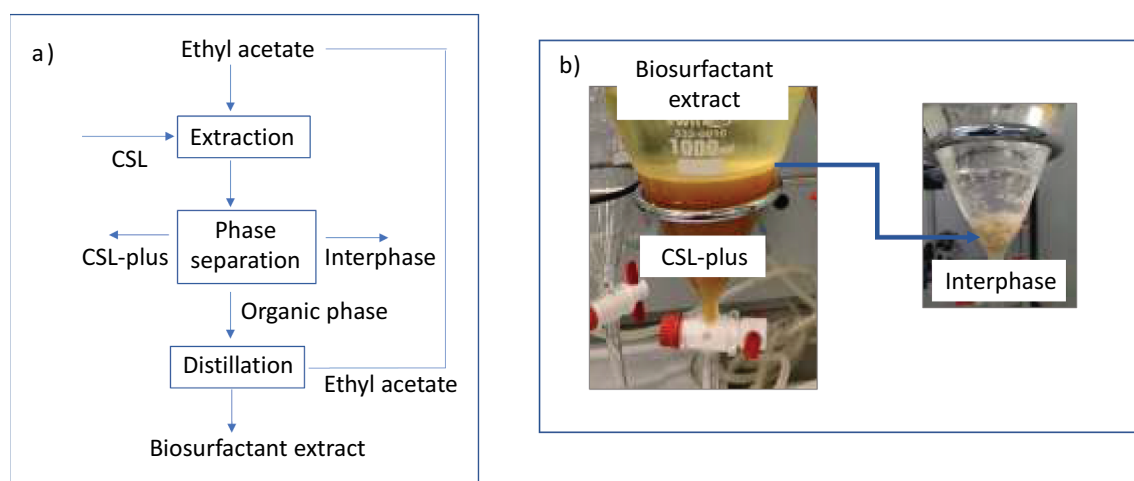 a)
Ethyl acetate
Extraction
CSL
Phase
separation
CSL-plus
Interphase
Organic phase
Distillation
Ethyl acetate
Biosurfactant extract
b)
Biosurfactant
extract
1000
CSL-plus
Interphase